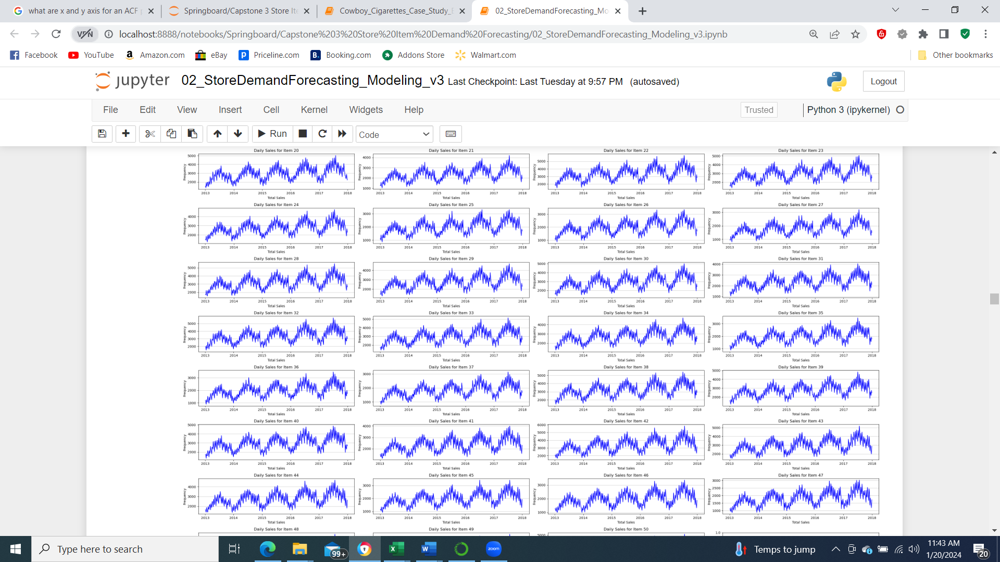 what are x and y axis for an ACF
Springboard/Capstone 3 Store Ite
Cowboy_Cigarettes_Case_Study_E
02_StoreDemandForecasting_Mo
VPN
localhost:8888/notebooks/Springboard/Capstone%203%20Store%20Item%20Demand%20Forecasting/02_StoreDemandForecasting_Modeling_v3.ipynb
Facebook YouTube Amazon.com eBay Priceline.com Booking.com Addons Store Walmart.com Other bookmarks
jupyter 02_StoreDemandForecasting_Modeling_v3 Last Checkpoint: Last Tuesday at 9:57 PM (autosaved) Logout
File Edit View Insert Cell Kernel Widgets Help Trusted Python 3 (ipykernel)
Run Code
Daily Sales for Item 20 Daily Sales for Item 21 Daily Sales for Item 22 Daily Sales for Item 23
Frequency Frequency Frequency Frequency
5000 4000 3000 2000
4000 3000 2000 1000
5000 4000 3000 2000
5000 4000 3000 2000
2013 2014 2015 2016 2017 2018 2013 2014 2015 2016 2017 2018 2013 2014 2015 2016 2017 2018 2013 2014 2015 2016 2017 2018
Total Sales Total Sales Total Sales Total Sales
Daily Sales for Item 24 Daily Sales for Item 25 Daily Sales for Item 26 Daily Sales for Item 27
Frequency Frequency Frequency Frequency
4000 3000 2000
3000 2000 1000
3000 2000 1000
3000 2000 1000
2013 2014 2015 2016 2017 2018 2013 2014 2015 2016 2017 2018 2013 2014 2015 2016 2017 2018 2013 2014 2015 2016 2017 2018
Total Sales Total Sales Total Sales Total Sales
Daily Sales for Item 28 Daily Sales for Item 29 Daily Sales for Item 30 Daily Sales for Item 31
Frequency Frequency Frequency Frequency
5000 4000 3000 2000
4000 3000 2000
5000 4000 3000 2000
4000 3000 2000 1000
2013 2014 2015 2016 2017 2018 2013 2014 2015 2016 2017 2018 2013 2014 2015 2016 2017 2018 2013 2014 2015 2016 2017 2018
Total Sales Total Sales Total Sales Total Sales
Daily Sales for Item 32 Daily Sales for Item 33 Daily Sales for Item 34 Daily Sales for Item 35
Frequency Frequency Frequency Frequency
5000 4000 3000 2000
5000 4000 3000 2000
4000 3000 2000
3000 2000 1000
2013 2014 2015 2016 2017 2018 2013 2014 2015 2016 2017 2018 2013 2014 2015 2016 2017 2018 2013 2014 2015 2016 2017 2018
Total Sales Total Sales Total Sales Total Sales
Daily Sales for Item 36 Daily Sales for Item 37 Daily Sales for Item 38 Daily Sales for Item 39
Frequency Frequency Frequency Frequency
3000 2000 1000
3000 2000 1000
5000 4000 3000 2000
5000 4000 3000 2000
2013 2014 2015 2016 2017 2018 2013 2014 2015 2016 2017 2018 2013 2014 2015 2016 2017 2018 2013 2014 2015 2016 2017 2018
Total Sales Total Sales Total Sales Total Sales
Daily Sales for Item 40 Daily Sales for Item 41 Daily Sales for Item 42 Daily Sales for Item 43
Frequency Frequency Frequency Frequency
5000 4000 3000 2000
4000 3000 2000
6000 5000 4000 3000 2000
5000 4000 3000 2000
2013 2014 2015 2016 2017 2018 2013 2014 2015 2016 2017 2018 2013 2014 2015 2016 2017 2018 2013 2014 2015 2016 2017 2018
Total Sales Total Sales Total Sales Total Sales
Daily Sales for Item 44 Daily Sales for Item 45 Daily Sales for Item 46 Daily Sales for Item 47
Frequency Frequency Frequency Frequency
4000 3000 2000
3000 2000 1000
3000 2000 1000
3000 2500 2000 1500 1000
2013 2014 2015 2016 2017 2018 2013 2014 2015 2016 2017 2018 2013 2014 2015 2016 2017 2018 2013 2014 2015 2016 2017 2018
Total Sales Total Sales Total Sales Total Sales
Daily Sales for Item 48 Daily Sales for Item 49 Daily Sales for Item 50
5000 1.0
Type here to search 99+ zoom Temps to jump 11:43 AM
1/20/2024 20